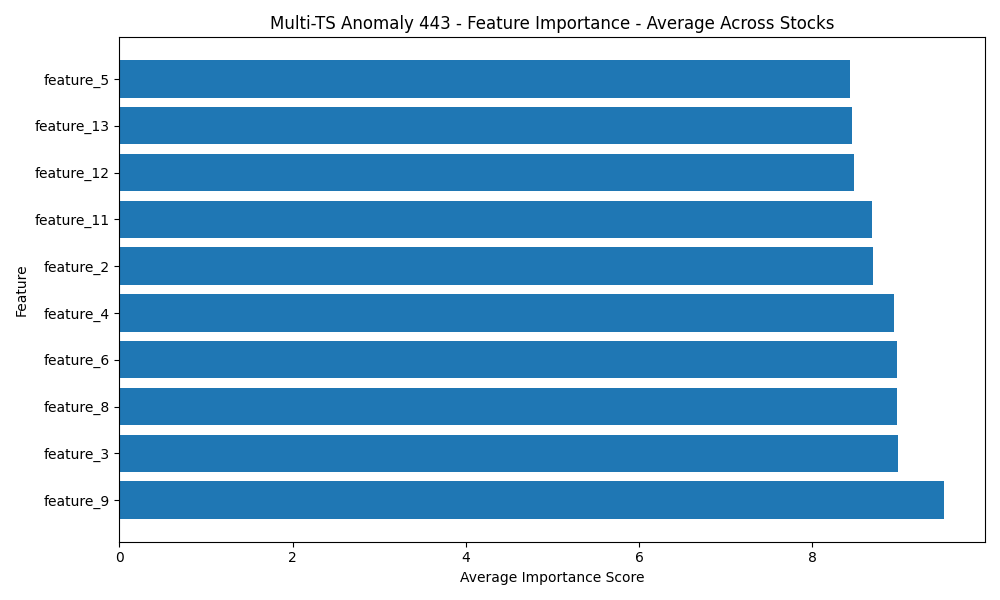 Multi-TS Anomaly 443 - Feature Importance - Average Across Stocks
feature_5
feature_13
feature_12
feature_11
feature_2
feature_4
feature_6
feature_8
feature_3
feature_9
Feature
0 2 4 6 8
Average Importance Score